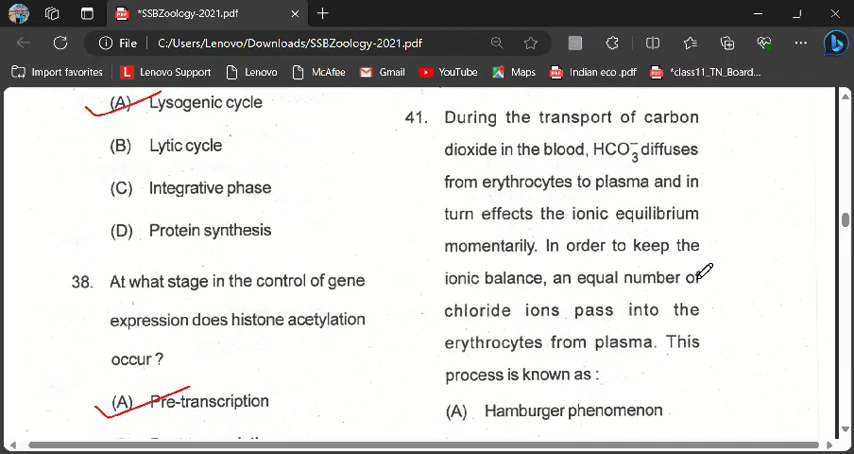 *SSBZoology-2021.pdf
File
C:/Users/Lenovo/Downloads/SSBZoology-2021.pdf
Import favorites
Lenovo Support
Lenovo
McAfee
Gmail
YouTube
Maps
Indian eco .pdf
*class11_TN_Board...
(A) Lysogenic cycle
(B) Lytic cycle
(C) Integrative phase
(D) Protein synthesis
38. At what stage in the control of gene
expression does histone acetylation
occur ?
(A) Pre-transcription
41. During the transport of carbon
dioxide in the blood, HCO₃⁻ diffuses
from erythrocytes to plasma and in
turn effects the ionic equilibrium
momentarily. In order to keep the
ionic balance, an equal number of
chloride ions pass into the
erythrocytes from plasma. This
process is known as :
(A) Hamburger phenomenon